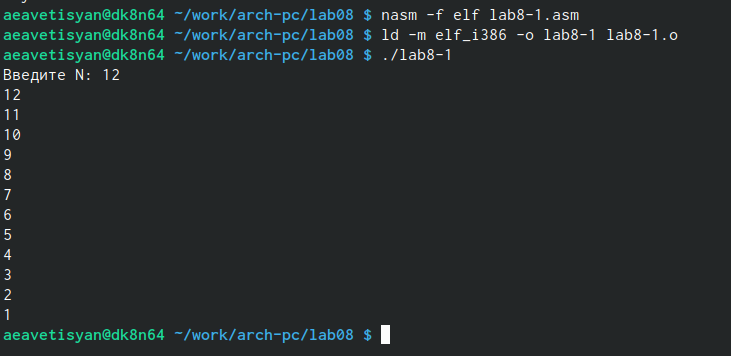 aeavetisyan@dk8n64 ~/work/arch-pc/lab08 $ nasm -f elf lab8-1.asm
aeavetisyan@dk8n64 ~/work/arch-pc/lab08 $ ld -m elf_i386 -o lab8-1 lab8-1.o
aeavetisyan@dk8n64 ~/work/arch-pc/lab08 $ ./lab8-1
Введите N: 12
12
11
10
9
8
7
6
5
4
3
2
1
aeavetisyan@dk8n64 ~/work/arch-pc/lab08 $